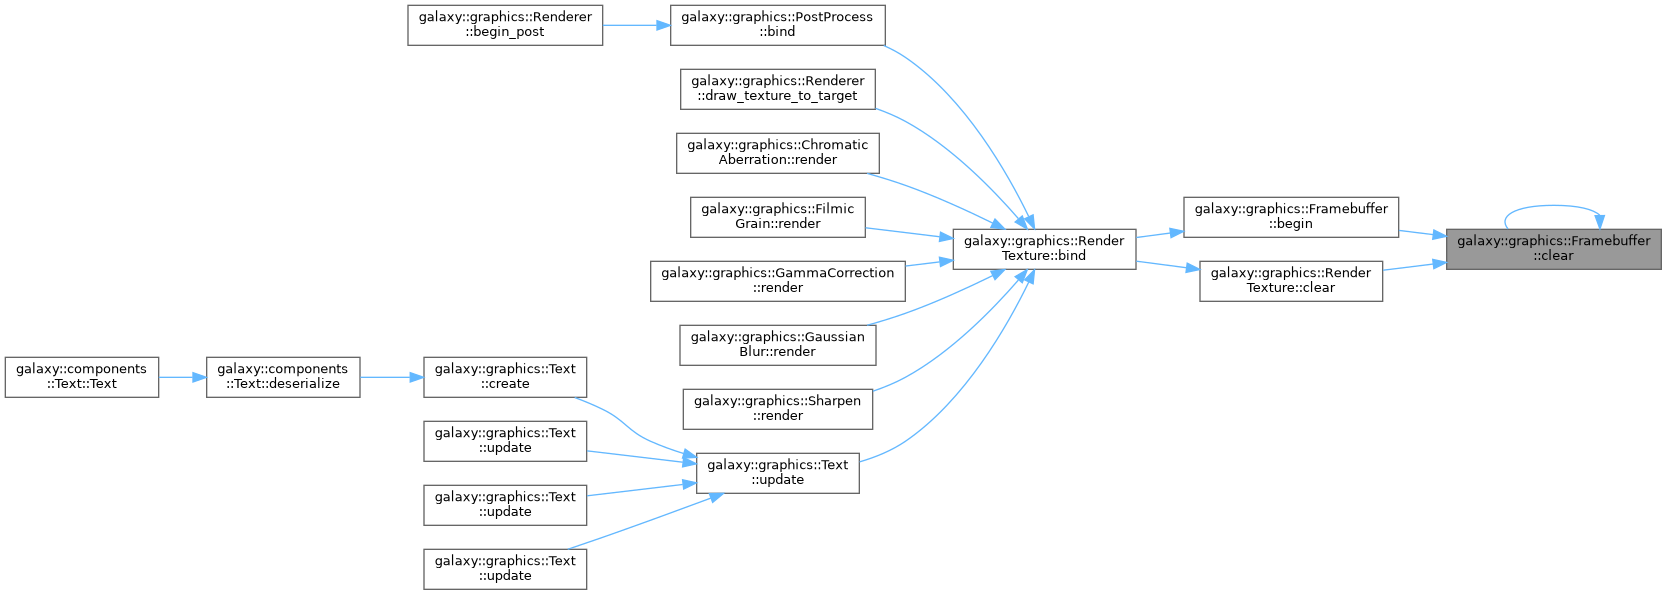 galaxy::graphics::Renderer
::begin_post
galaxy::graphics::PostProcess
::bind
galaxy::graphics::Renderer
::draw_texture_to_target
galaxy::graphics::Chromatic
Aberration::render
galaxy::graphics::Filmic
Grain::render
galaxy::graphics::GammaCorrection
::render
galaxy::graphics::Gaussian
Blur::render
galaxy::graphics::Sharpen
::render
galaxy::graphics::Render
Texture::bind
galaxy::graphics::Framebuffer
::begin
galaxy::graphics::Render
Texture::clear
galaxy::graphics::Framebuffer
::clear
galaxy::components
::Text::Text
galaxy::components
::Text::deserialize
galaxy::graphics::Text
::create
galaxy::graphics::Text
::update
galaxy::graphics::Text
::update
galaxy::graphics::Text
::update
galaxy::graphics::Text
::update